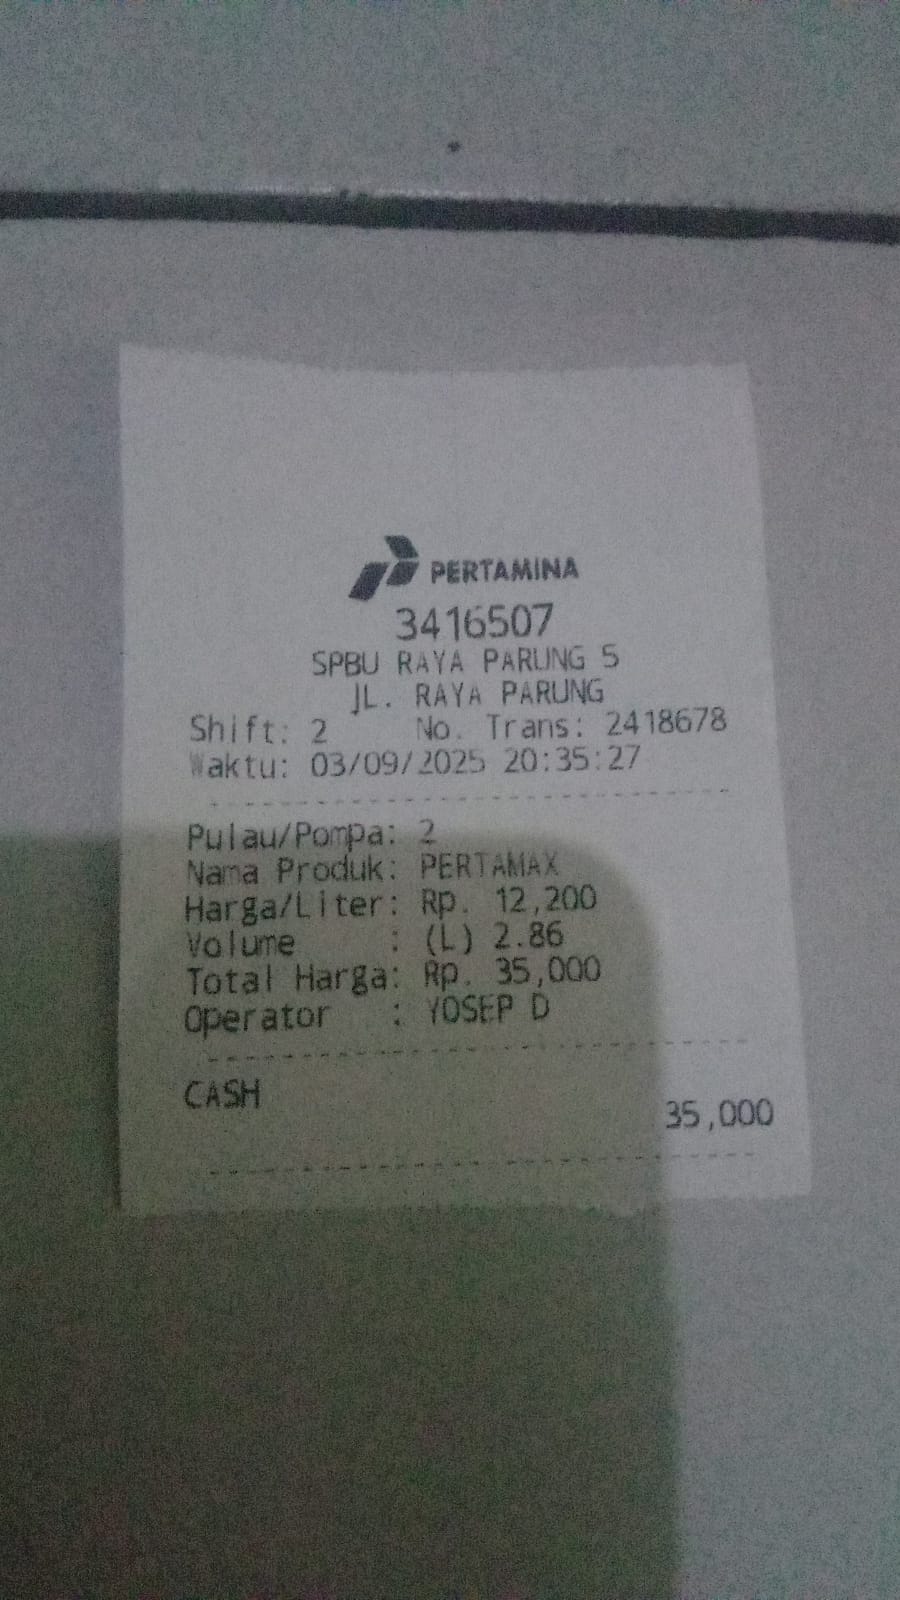 PERTAMINA
3416507
SPBU RAYA PARUNG 5
JL. RAYA PARUNG
Shift: 2 No. Trans: 2418678
Waktu: 03/09/2025 20:35:27
Pulau/Pompa: 2
Nama Produk: PERTAMAX
Harga/Liter: Rp. 12,200
Volume : (L) 2.86
Total Harga: Rp. 35,000
Operator : YOSEP D
CASH
35,000